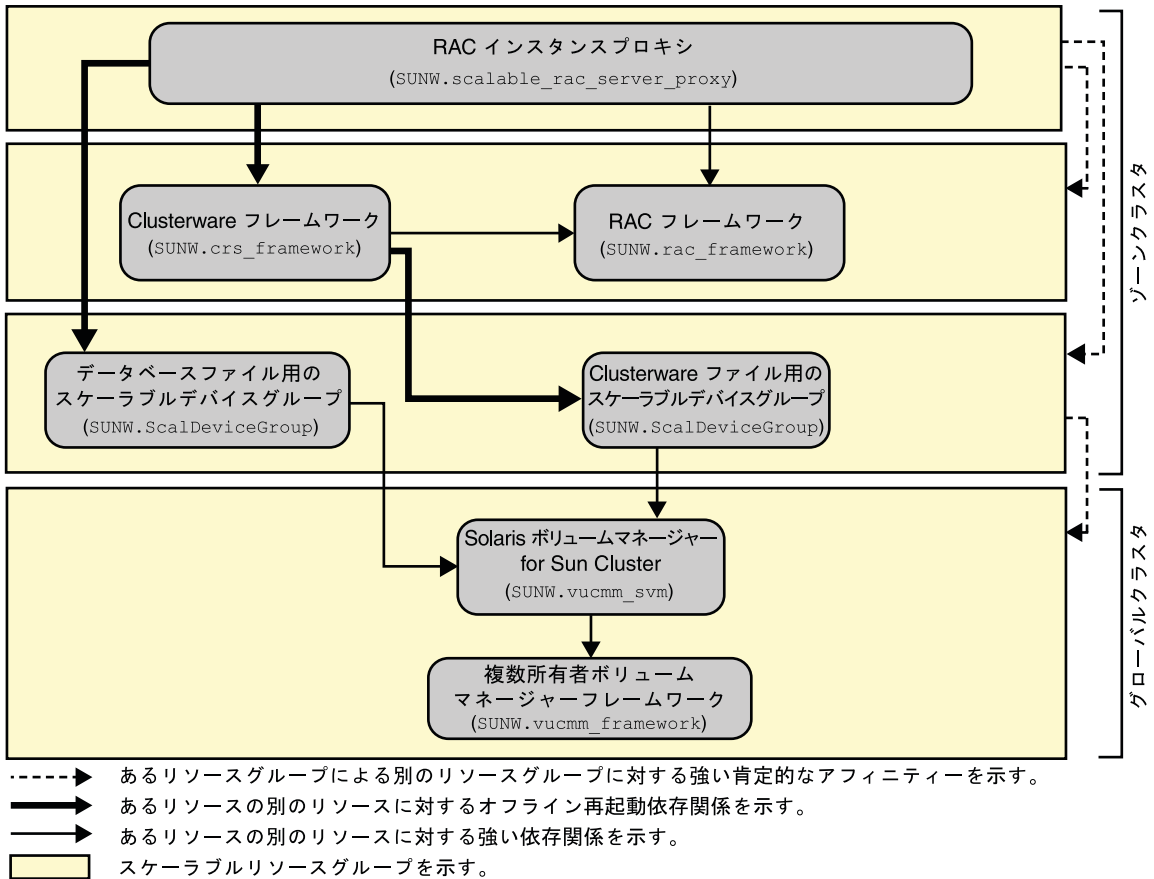 RAC インスタンスプロキシ
(SUNW.scalable_rac_server_proxy)
Clusterware フレームワーク
(SUNW.crs_framework)
RAC フレームワーク
(SUNW.rac_framework)
ゾーンクラスタ
データベースファイル用の
スケーラブルデバイスグループ
(SUNW.ScalDeviceGroup)
Clusterware ファイル用の
スケーラブルデバイスグループ
(SUNW.ScalDeviceGroup)
Solaris ボリュームマネージャー
for Sun Cluster
(SUNW.vucmm_svm)
複数所有者ボリューム
マネージャーフレームワーク
(SUNW.vucmm_framework)
グローバルクラスタ
あるリソースグループによる別のリソースグループに対する強い肯定的なアフィニティーを示す。
あるリソースの別のリソースに対するオフライン再起動依存関係を示す。
あるリソースの別のリソースに対する強い依存関係を示す。
スケーラブルリソースグループを示す。